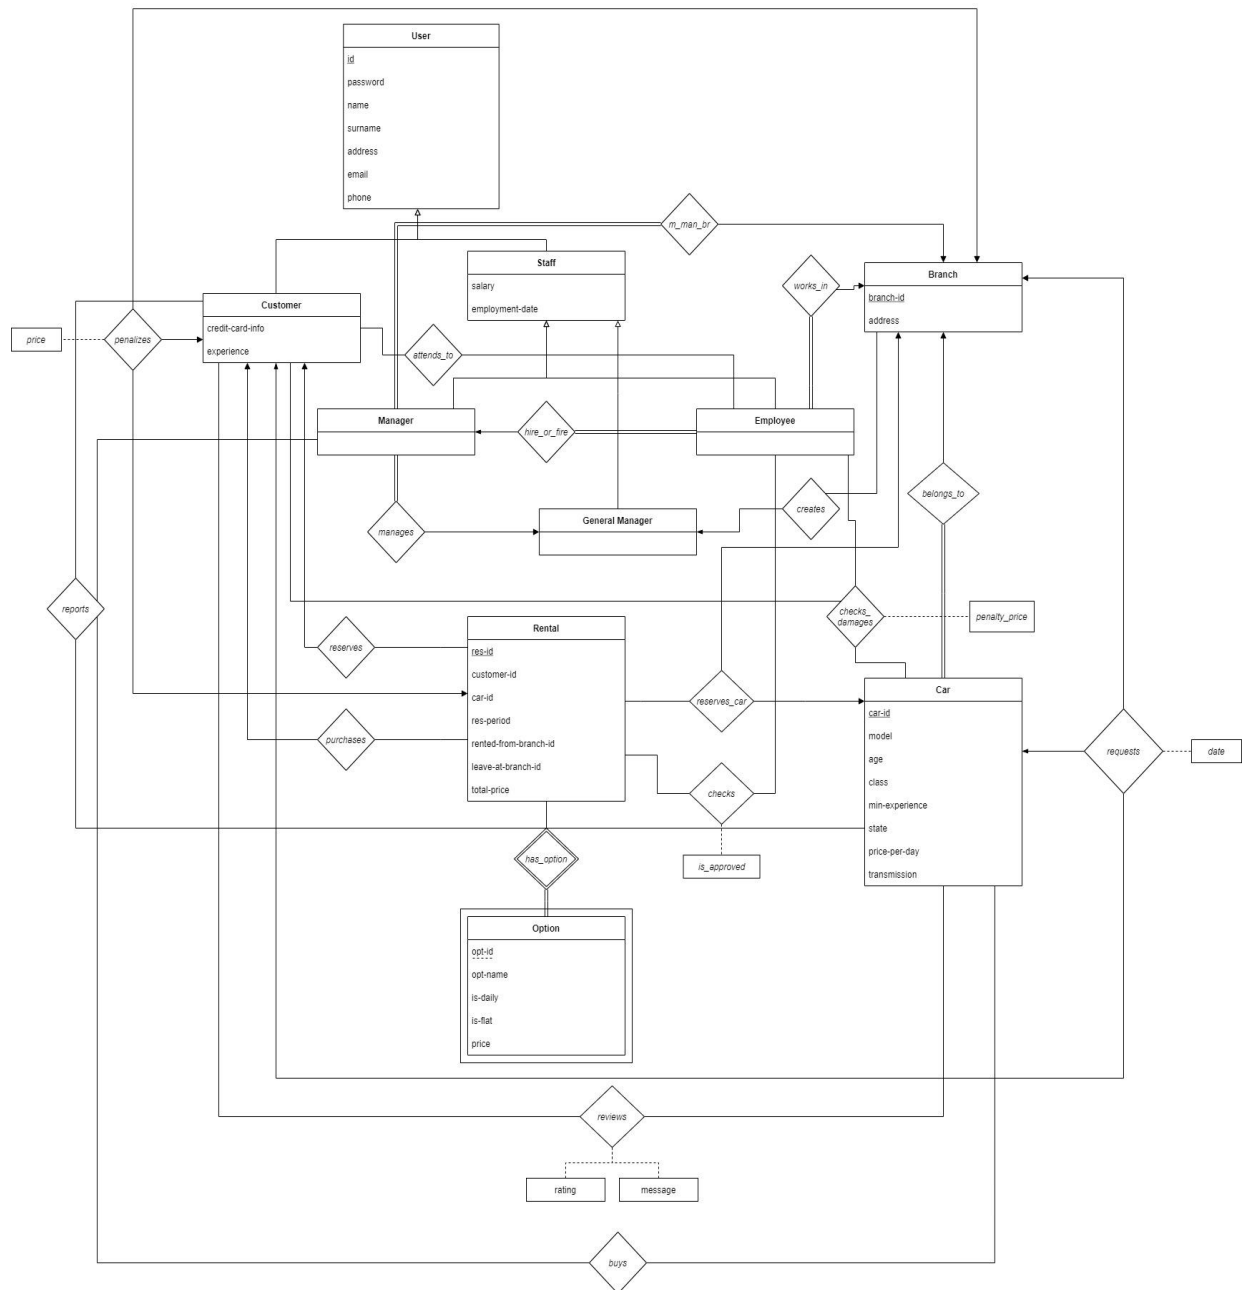 User
id
password
name
surname
address
email
phone
m_man_br
Staff
salary
employment-date
works_in
Branch
branch-id
address
Customer
credit-card-info
experience
price
penalizes
attends_to
Manager
hire_or_fire
Employee
belongs_to
manages
General Manager
creates
reports
checks_
damages
penalty_price
Rental
res-id
customer-id
car-id
res-period
rented-from-branch-id
leave-at-branch-id
total-price
reserves
purchases
reserves_car
Car
car-id
model
age
class
min-experience
state
price-per-day
transmission
requests
date
checks
is_approved
has_option
Option
opt-id
opt-name
is-daily
is-flat
price
reviews
rating
message
buys